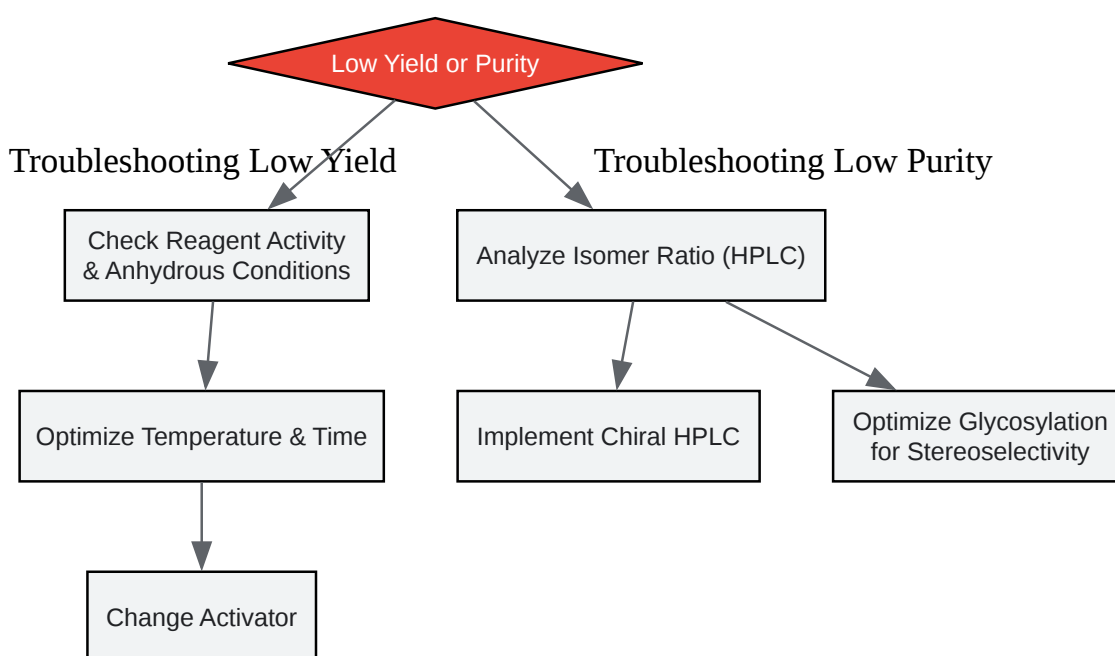 Low Yield or Purity
Troubleshooting Low Yield
Troubleshooting Low Purity
Check Reagent Activity
& Anhydrous Conditions
Analyze Isomer Ratio (HPLC)
Optimize Temperature & Time
Implement Chiral HPLC
Optimize Glycosylation
for Stereoselectivity
Change Activator